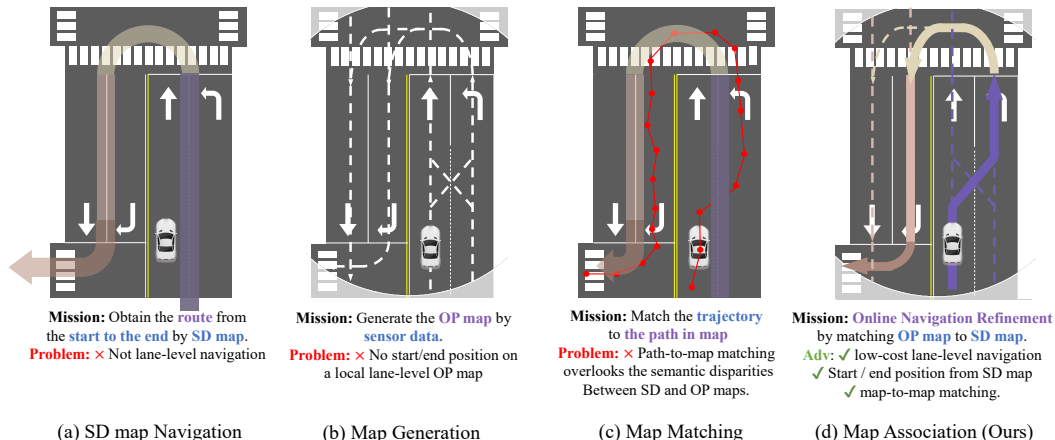 Mission: Obtain the route from
the start to the end by SD map.
Problem: × Not lane-level navigation
(a) SD map Navigation
Mission: Generate the OP map by
sensor data.
Problem: × No start/end position on
a local lane-level OP map
(b) Map Generation
Mission: Match the trajectory
to the path in map
Problem: × Path-to-map matching
overlooks the semantic disparities
Between SD and OP maps.
(c) Map Matching
Mission: Online Navigation Refinement
by matching OP map to SD map.
Adv: ✓ low-cost lane-level navigation
✓ Start / end position from SD map
✓ map-to-map matching.
(d) Map Association (Ours)